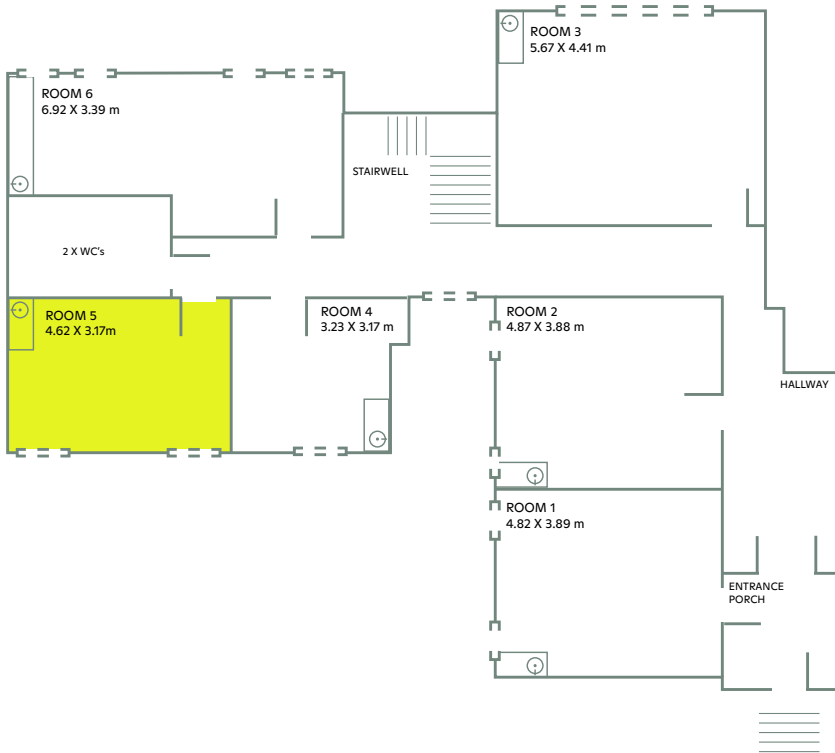 ROOM 3
5.67 X 4.41 m
ROOM 6
6.92 X 3.39 m
STAIRWELL
2 X WC's
ROOM 5
4.62 X 3.17m
ROOM 4
3.23 X 3.17 m
ROOM 2
4.87 X 3.88 m
HALLWAY
ROOM 1
4.82 X 3.89 m
ENTRANCE
PORCH